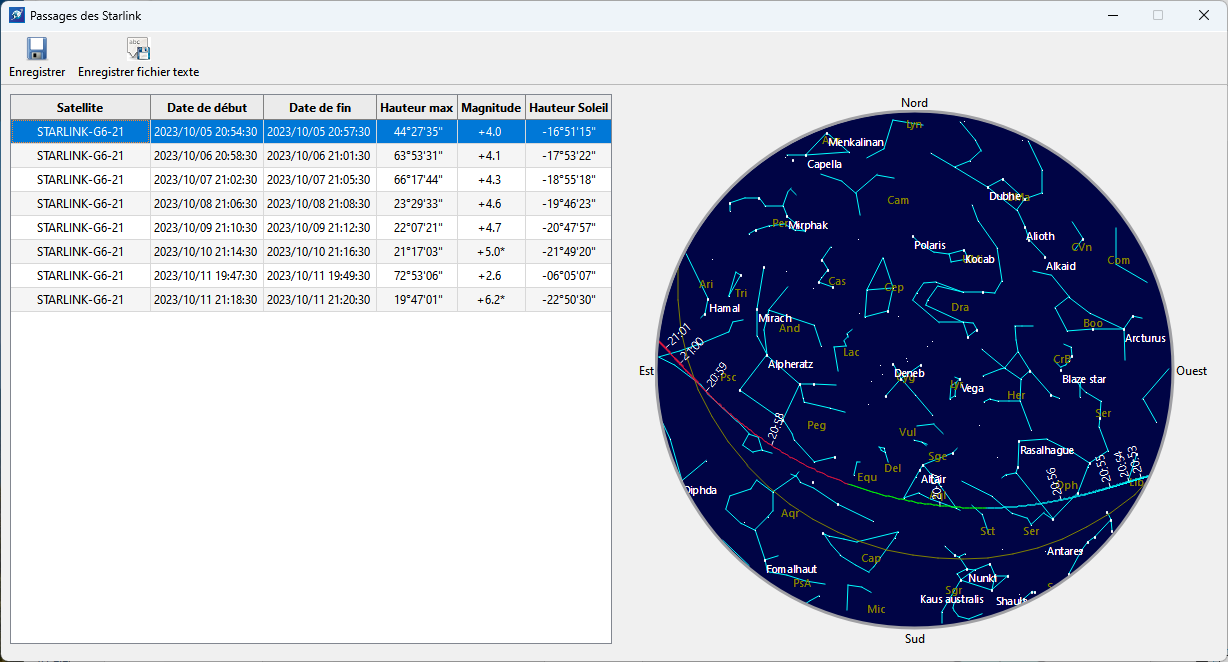 Passages des Starlink
Enregistrer Enregistrer fichier texte
Satellite Date de début Date de fin Hauteur max Magnitude Hauteur Soleil
STARLINK-G6-21 2023/10/05 20:54:30 2023/10/05 20:57:30 44°27'35" +4.0 -16°51'15"
STARLINK-G6-21 2023/10/06 20:58:30 2023/10/06 21:01:30 63°53'31" +4.1 -17°53'22"
STARLINK-G6-21 2023/10/07 21:02:30 2023/10/07 21:05:30 66°17'44" +4.3 -18°55'18"
STARLINK-G6-21 2023/10/08 21:06:30 2023/10/08 21:08:30 23°29'33" +4.6 -19°46'23"
STARLINK-G6-21 2023/10/09 21:10:30 2023/10/09 21:12:30 22°07'21" +4.7 -20°47'57"
STARLINK-G6-21 2023/10/10 21:14:30 2023/10/10 21:16:30 21°17'03" +5.0* -21°49'20"
STARLINK-G6-21 2023/10/11 19:47:30 2023/10/11 19:49:30 72°53'06" +2.6 -06°05'07"
STARLINK-G6-21 2023/10/11 21:18:30 2023/10/11 21:20:30 19°47'01" +6.2* -22°50'30"
Nord
Lyn
Menkalinan
Capella
Cam
Dubhe
Per Mirphak
Polaris
Alioth
CVn
Kocab
Alkaid
Com
Ari
Tri
Cas
Cep
Hamal
Dra
Mirach
And
Boo
Arcturus
21:01
21:00
Lac
CrB
Alpheratz
Est
Ouest
20:59
Psc
Deneb
Blaze star
Vega
Her
Ser
20:58
Peg
Vul
Rasalhague
Sge
Del
Equ
Altair
20:56
20:55
20:54
20:53
Oph
Lib
Diphda
Aqr
Sct
Ser
Cap
Antares
Fomalhaut
PsA
Nunki
Sgr
Kaus australis
Mic
Sud